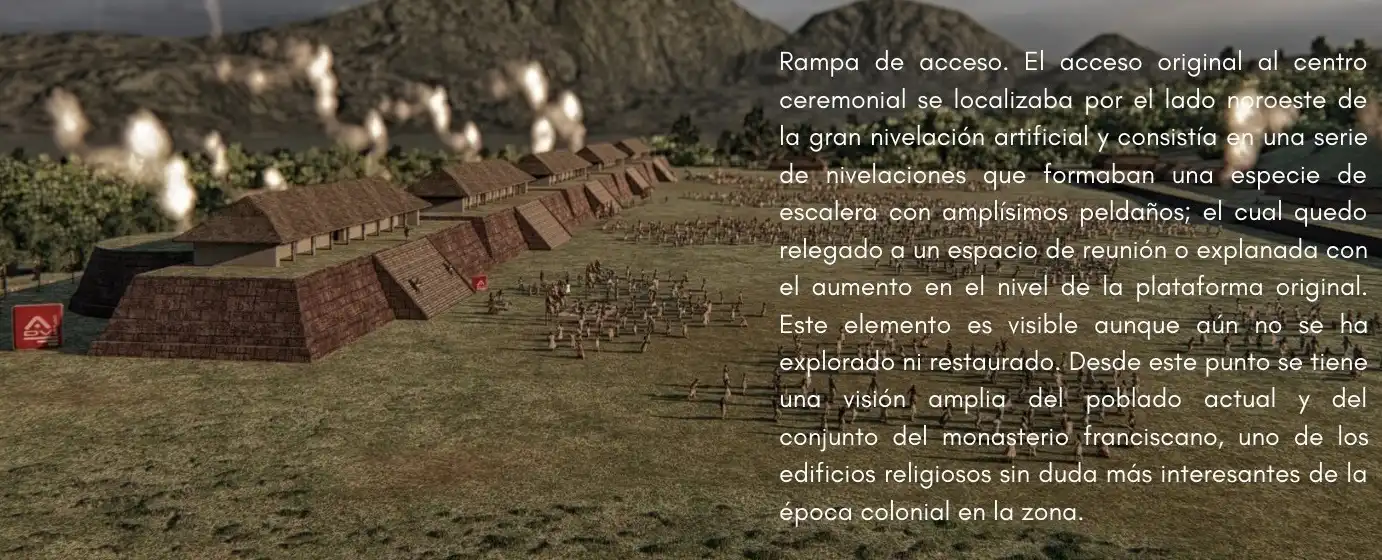 Rampa de acceso. El acceso original al centro
ceremonial se localizaba por el lado noroeste de
la gran nivelación artificial y consistía en una serie
de nivelaciones que formaban una especie de
escalera con amplísimos peldaños; el cual quedo
relegado a un espacio de reunión o explanada con
el aumento en el nivel de la plataforma original.
Este elemento es visible aunque aún no se ha
explorado ni restaurado. Desde este punto se tiene
una visión amplia del poblado actual y del
conjunto del monasterio franciscano, uno de los
edificios religiosos sin duda más interesantes de la
época colonial en la zona.